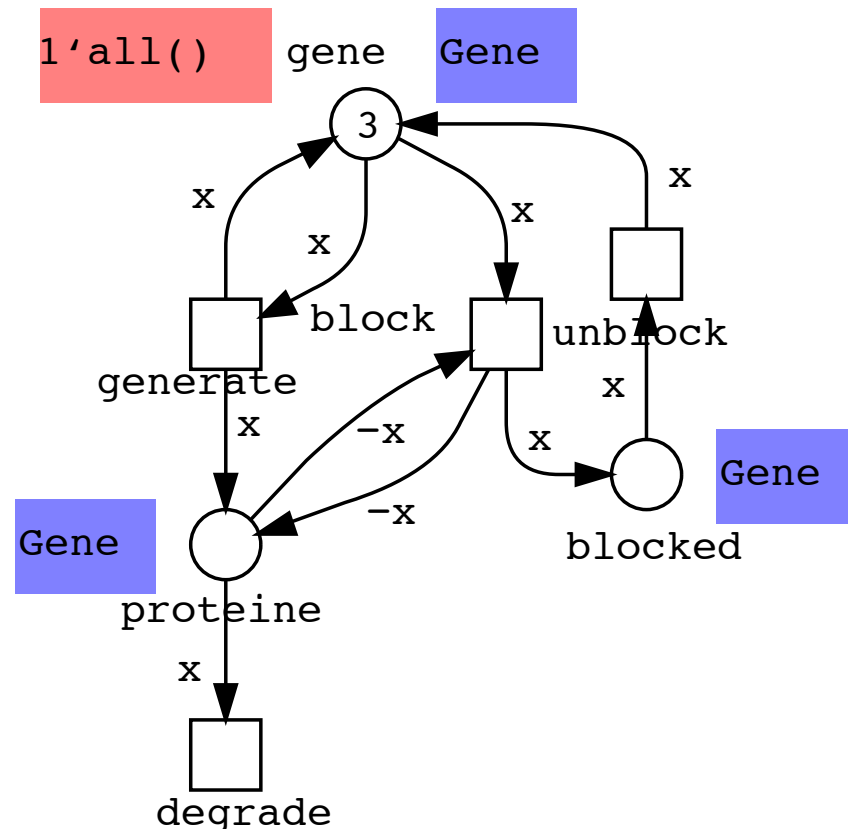 1‘all()
gene
Gene
3
x
x
x
x
block
unblock
generate
x
x
-x
x
Gene
-x
Gene
blocked
proteine
x
degrade